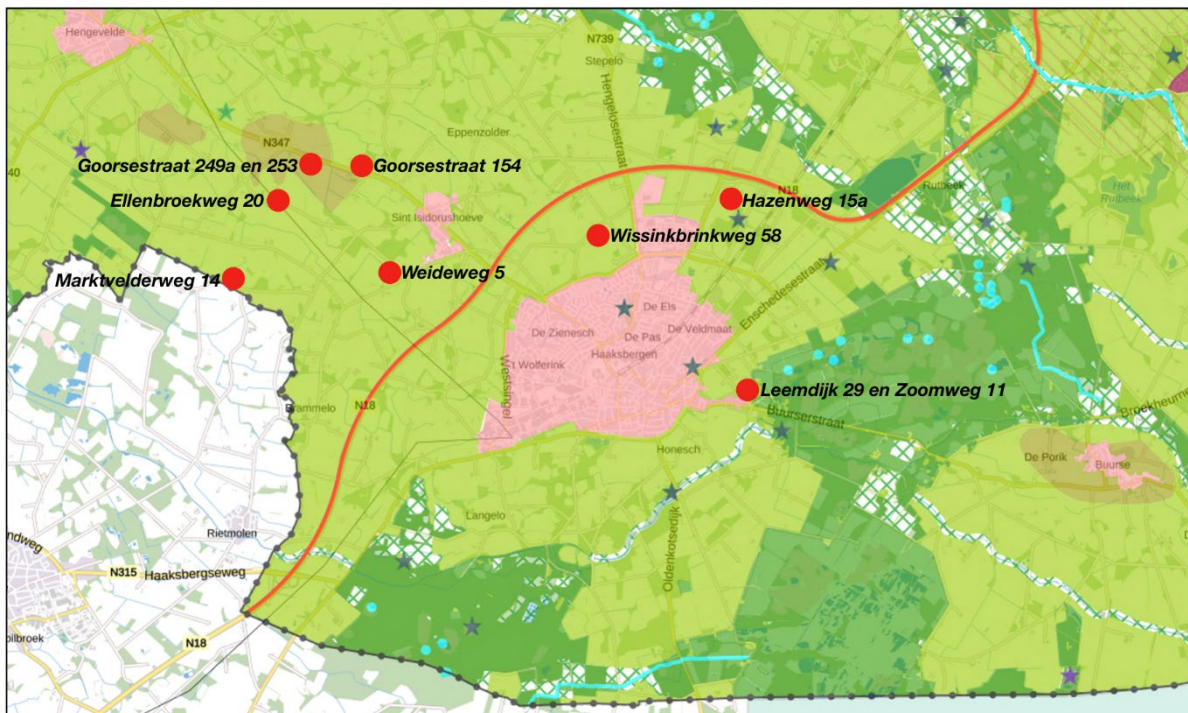 Hengevelde
N739
Stepelo
Hengelosestraat
Eppenzolder
N347
40
Goorsestraat 249a en 253
Goorsestraat 154
Ellenbroekweg 20
Hazenweg 15a
N18
Rutbeek
Het
Rutbeek
Sint Isidorushoeve
Wissinkbrinkweg 58
Marktvelderweg 14
Weideweg 5
Enschedesestraat
De Els
De Zienesch
De Pas
De Veldmaat
Haaksbergen
't Wolferink
Westsingel
Leemdijk 29 en Zoomweg 11
Brammelo
N18
Buurserstraat
Broekheurne
Honesch
De Porik
Buurse
Langelo
Oldenkotsedijk
Rietmolen
ndweg
N315
Haaksbergseweg
N18
pilbroek